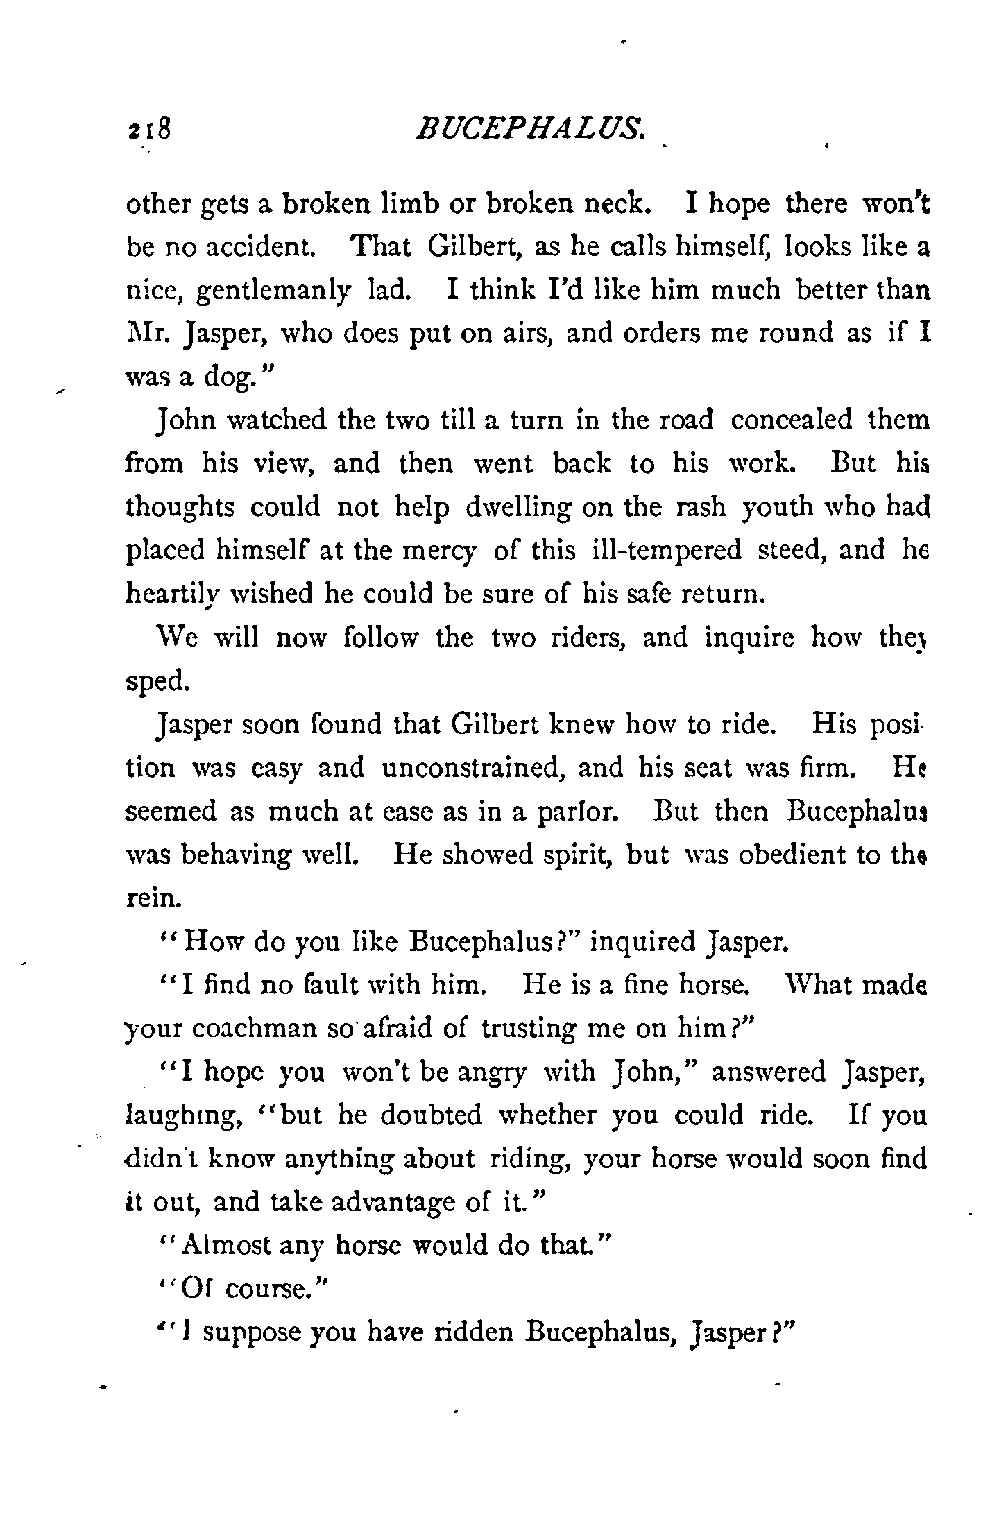 218 BUCEPHALUS.
other gets a broken limb or broken neck. I hope there won't
be no accident. That Gilbert, as he calls himself, looks like a
nice, gentlemanly lad. I think I'd like him much better than
Mr. Jasper, who does put on airs, and orders me round as if I
was a dog."
John watched the two till a turn in the road concealed them
from his view, and then went back to his work. But his
thoughts could not help dwelling on the rash youth who had
placed himself at the mercy of this ill-tempered steed, and he
heartily wished he could be sure of his safe return.
We will now follow the two riders, and inquire how they
sped.
Jasper soon found that Gilbert knew how to ride. His posi-
tion was easy and unconstrained, and his seat was firm. He
seemed as much at ease as in a parlor. But then Bucephalus
was behaving well. He showed spirit, but was obedient to the
rein.
"How do you like Bucephalus?" inquired Jasper.
"I find no fault with him. He is a fine horse. What made
your coachman so afraid of trusting me on him?"
"I hope you won't be angry with John," answered Jasper,
laughing, "but he doubted whether you could ride. If you
didn't know anything about riding, your horse would soon find
it out, and take advantage of it."
"Almost any horse would do that."
"Of course."
"I suppose you have ridden Bucephalus, Jasper?"